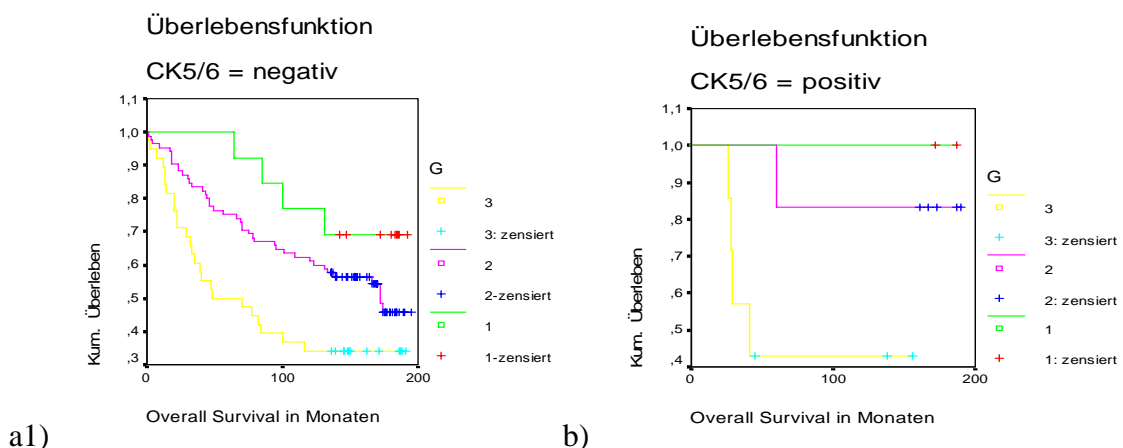 Überlebensfunktion
CK5/6 = negativ
1,1
1,0
,9
,8
,7
,6
,5
,4
,3
0
100
200
Kum. Überleben
Overall Survival in Monaten
G
3
3: zensiert
2
2-zensiert
1
1-zensiert
a1)
Überlebensfunktion
CK5/6 = positiv
1,1
1,0
,9
,8
,7
,6
,5
,4
0
100
200
Kum. Überleben
Overall Survival in Monaten
G
3
3: zensiert
2
2: zensiert
1
1: zensiert
b)